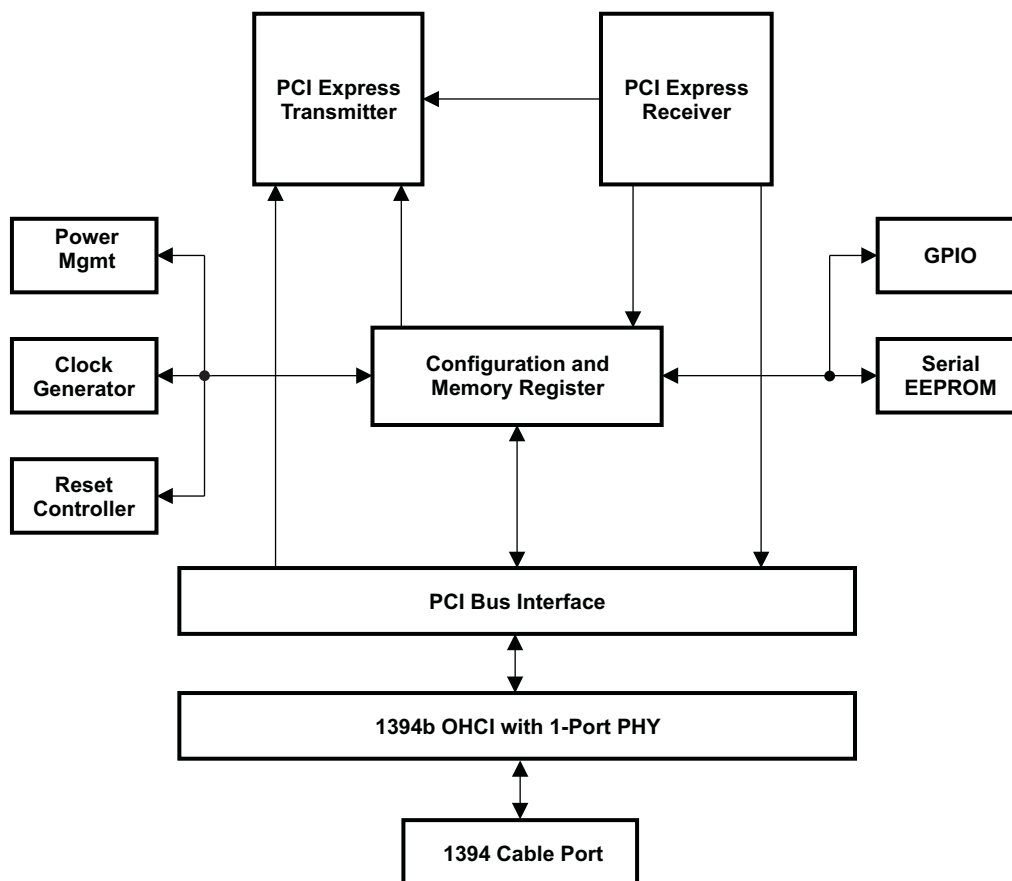 PCI Express
Transmitter
PCI Express
Receiver
Power
Mgmt
GPIO
Clock
Generator
Configuration and
Memory Register
Serial
EEPROM
Reset
Controller
PCI Bus Interface
1394b OHCI with 1-Port PHY
1394 Cable Port